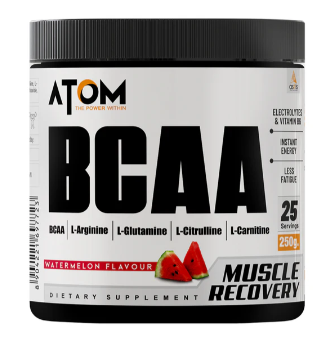 ATOM
THE POWER WITHIN
BCAA
ELECTROLYTES
& VITAMIN B6
INSTANT
ENERGY
LESS
FATIGUE
BCAA | L-Arginine | L-Glutamine | L-Citrulline | L-Carnitine
25
Servings
250g.
WATERMELON FLAVOUR
MUSCLE
RECOVERY
DIETARY SUPPLEMENT